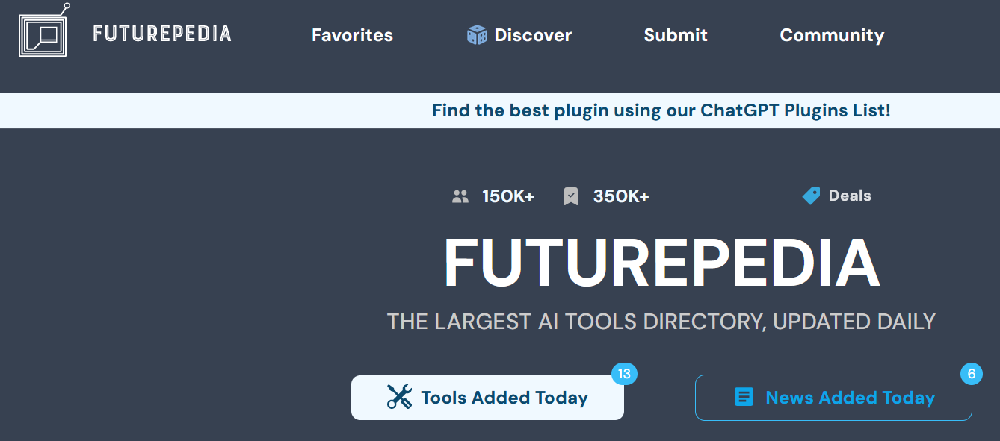 FUTUREPEDIA Favorites Discover Submit Community
Find the best plugin using our ChatGPT Plugins List!
150K+ 350K+ Deals
FUTUREPEDIA
THE LARGEST AI TOOLS DIRECTORY, UPDATED DAILY
13 6
Tools Added Today News Added Today